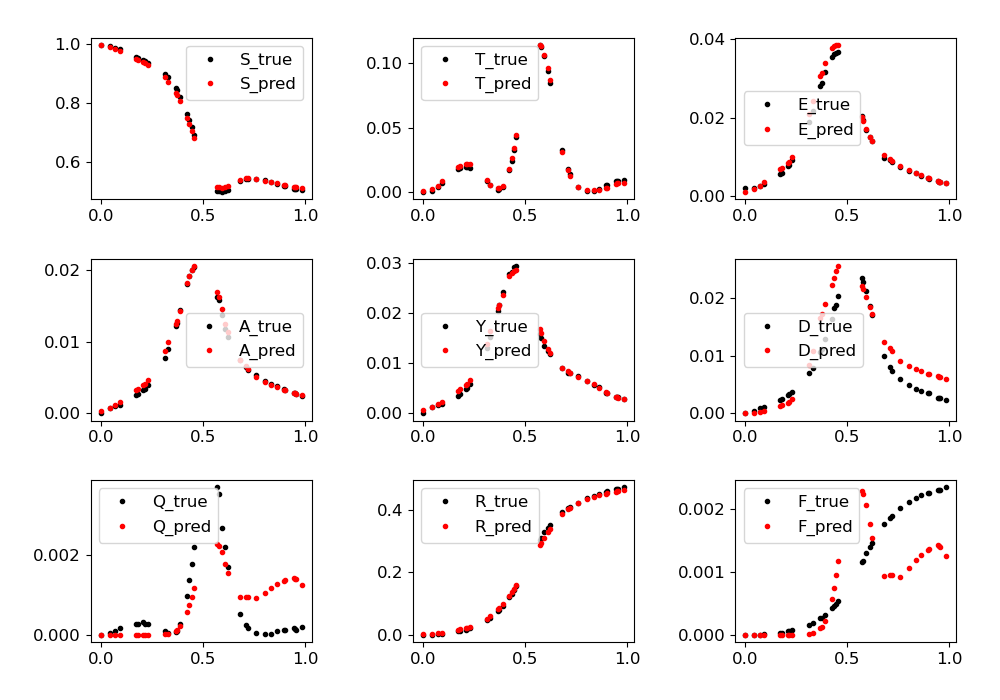 1.0
0.8
0.6
0.0 0.5 1.0
S_true
S_pred
0.10
0.05
0.00
0.0 0.5 1.0
T_true
T_pred
0.04
0.02
0.00
0.0 0.5 1.0
E_true
E_pred
0.02
0.01
0.00
0.0 0.5 1.0
A_true
A_pred
0.03
0.02
0.01
0.00
0.0 0.5 1.0
Y_true
Y_pred
0.02
0.01
0.00
0.0 0.5 1.0
D_true
D_pred
0.002
0.000
0.0 0.5 1.0
Q_true
Q_pred
0.4
0.2
0.0
0.0 0.5 1.0
R_true
R_pred
0.002
0.001
0.000
0.0 0.5 1.0
F_true
F_pred